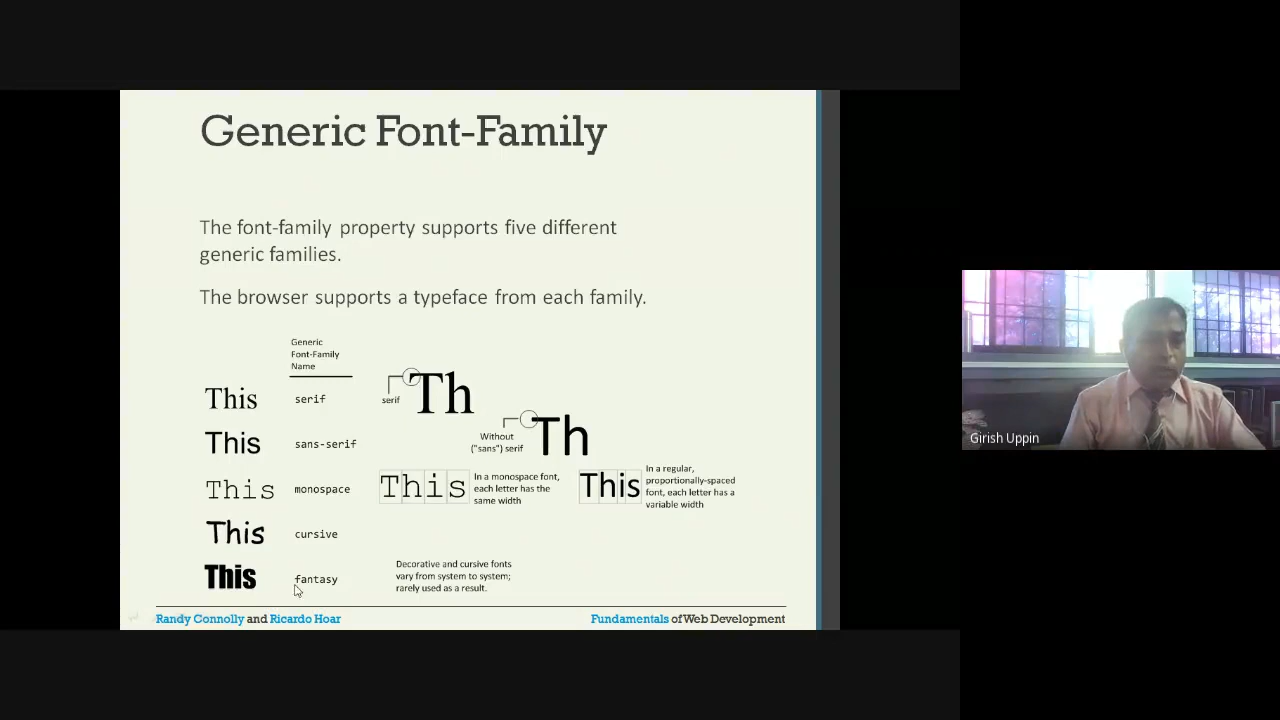 Generic Font-Family
The font-family property supports five different
generic families.
The browser supports a typeface from each family.
Generic
Font-Family
Name
This
serif
serif
Th
This
sans-serif
Without
("sans") serif
Th
This
monospace
This
In a monospace font,
each letter has the
same width
This
In a regular,
proportionally-spaced
font, each letter has a
variable width
This
cursive
This
fantasy
Decorative and cursive fonts
vary from system to system;
rarely used as a result.
Randy Connolly and Ricardo Hoar
Fundamentals of Web Development
Girish Uppin